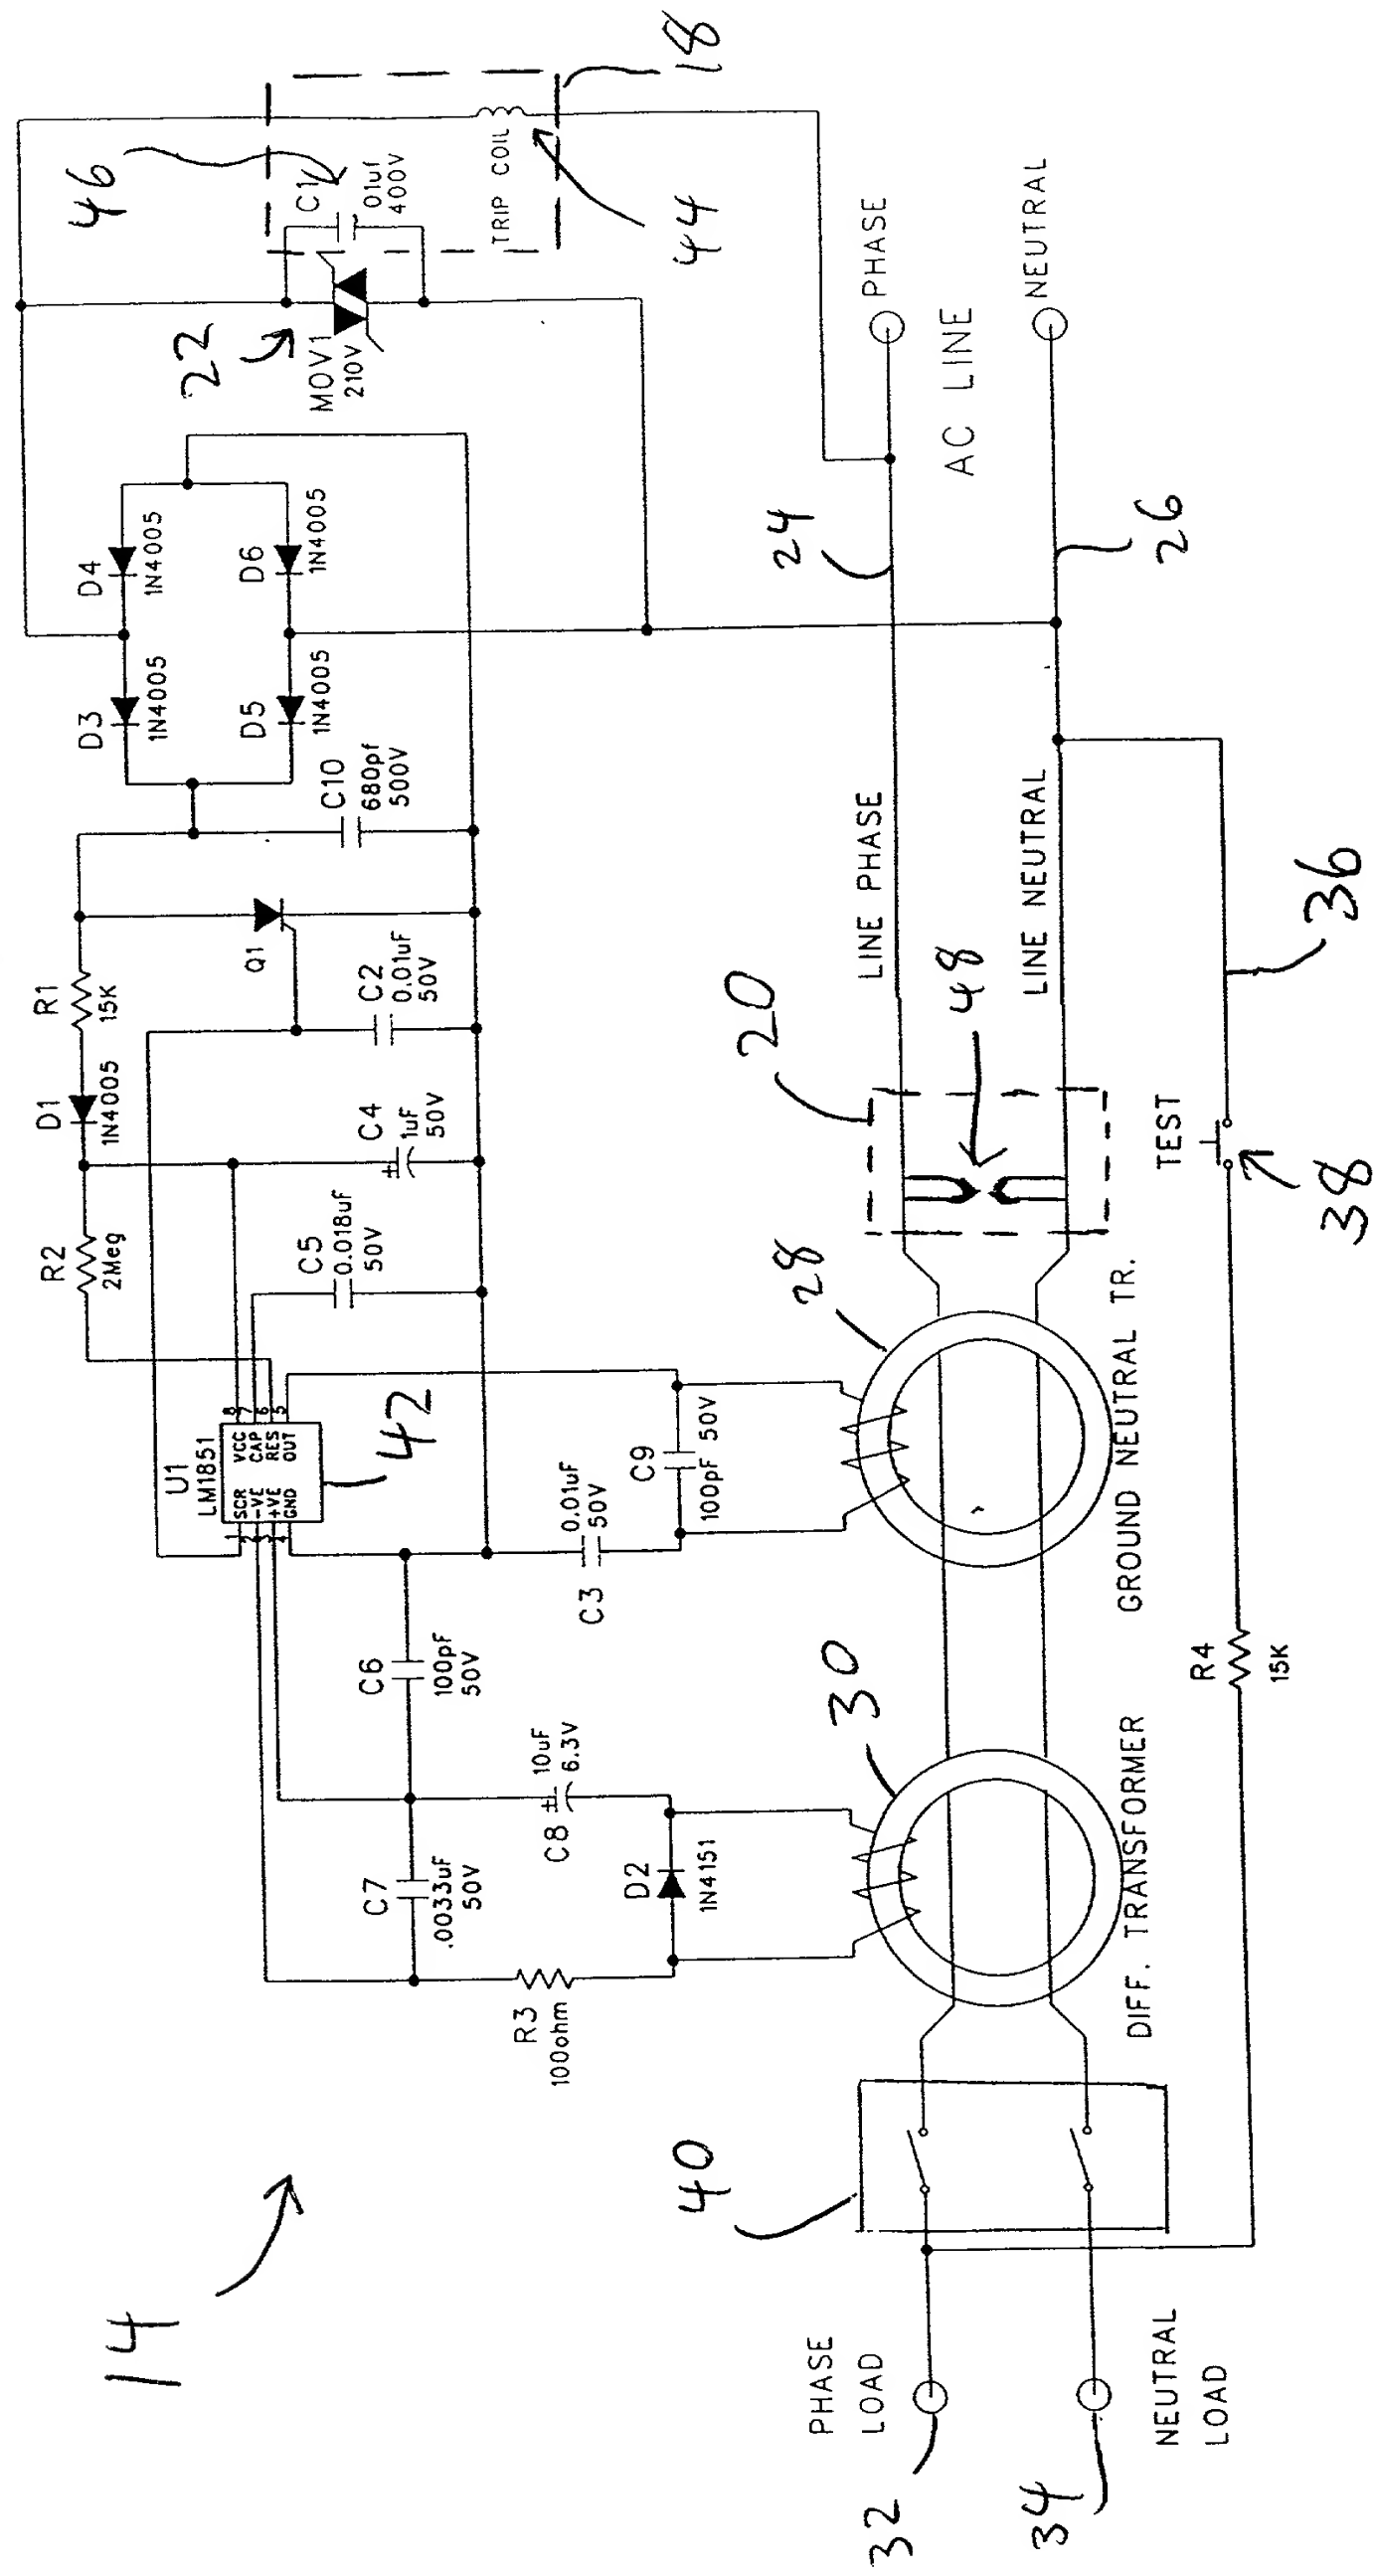 14
18
46
C1
.01uf
400V
TRIP COIL
44
22
MOV1
210V
PHASE
NEUTRAL
AC LINE
24
26
D4
1N4005
D6
1N4005
D3
1N4005
D5
1N4005
C10
680pf
500V
Q1
R1
15K
C2
0.01uF
50V
D1
1N4005
C4
1uF
50V
R2
2Meg
C5
0.018uF
50V
U1
LM1851
SCR
-VE
+VE
GND
VCC
CAP
RES
OUT
8
7
6
5
42
LINE PHASE
LINE NEUTRAL
20
48
36
TEST
38
28
GROUND NEUTRAL TR.
C9
100pF
50V
C3
0.01uF
50V
C6
100pF
50V
C8
10uF
6.3V
C7
.0033uF
50V
D2
1N4151
R3
100ohm
30
DIFF. TRANSFORMER
R4
15K
40
PHASE
LOAD
32
NEUTRAL
LOAD
34